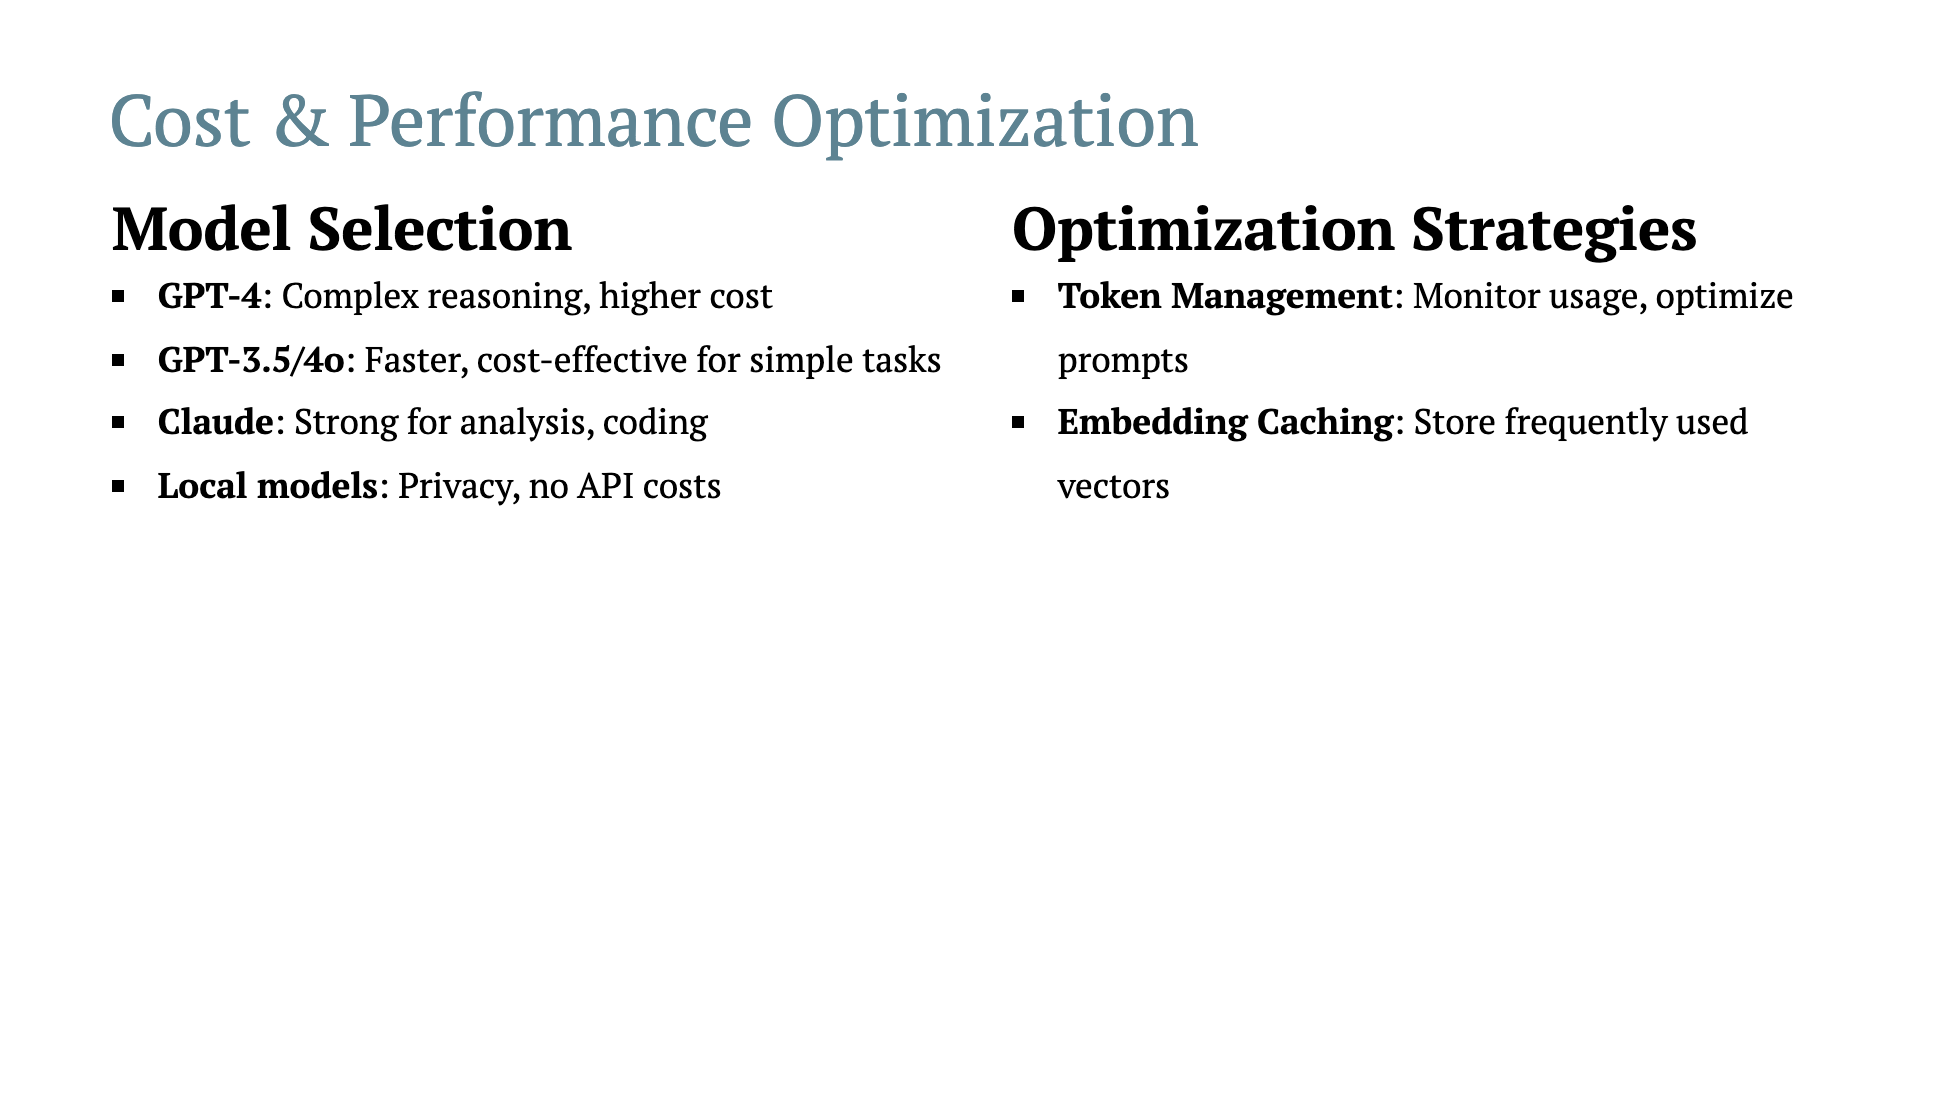 Cost & Performance Optimization
Model Selection
▪ GPT-4: Complex reasoning, higher cost
▪ GPT-3.5/4o: Faster, cost-effective for simple tasks
▪ Claude: Strong for analysis, coding
▪ Local models: Privacy, no API costs
Optimization Strategies
▪ Token Management: Monitor usage, optimize
prompts
▪ Embedding Caching: Store frequently used
vectors